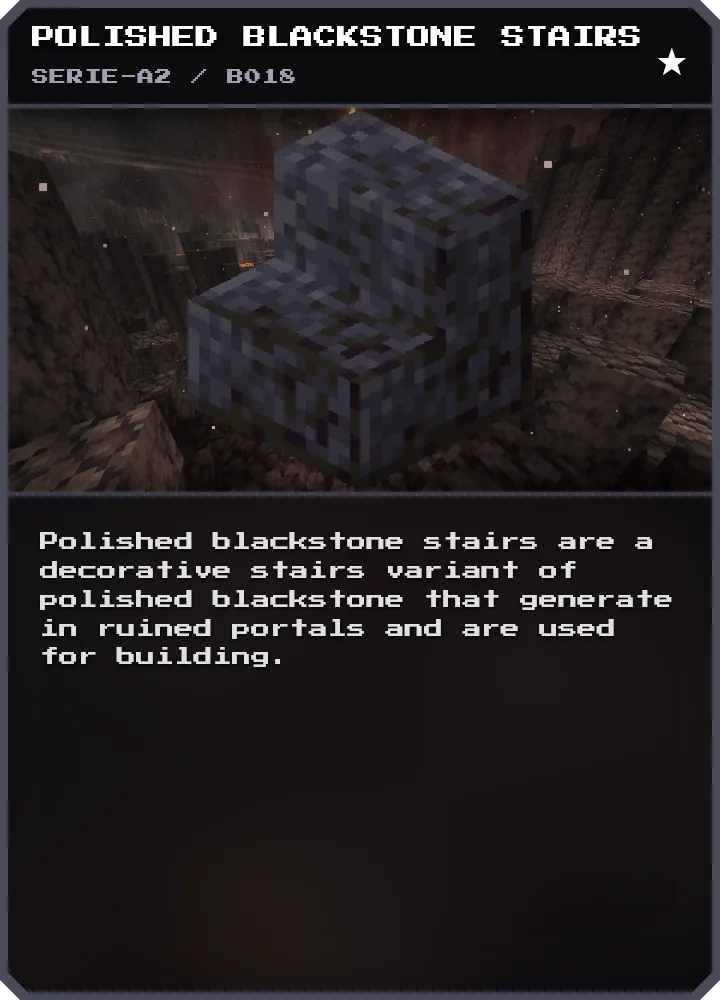 POLISHED BLACKSTONE STAIRS
SERIE-A2 / B018
Polished blackstone stairs are a
decorative stairs variant of
polished blackstone that generate
in ruined portals and are used
for building.